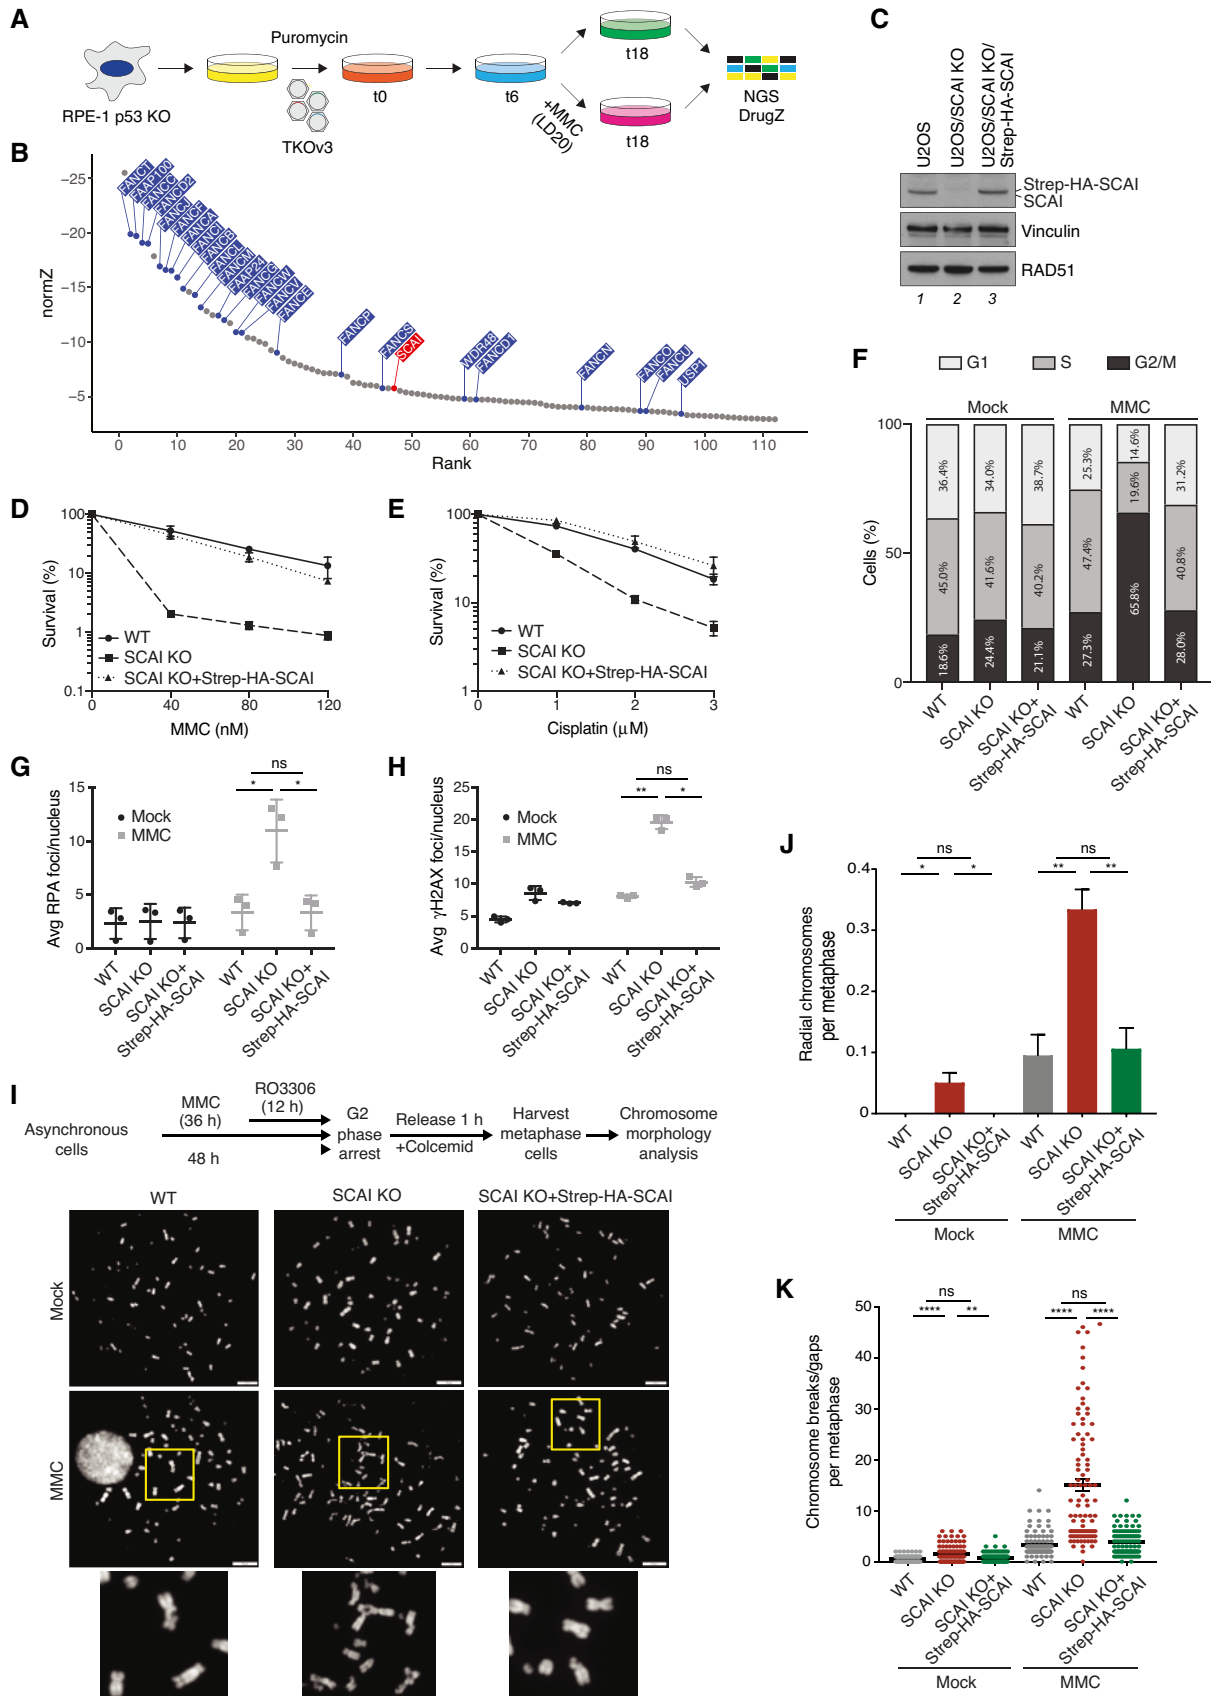 A
RPE-1 p53 KO
Puromycin
TKOv3
t0
t6
+MMC
(LD20)
t18
t18
NGS
DrugZ
B
normZ
−25
−20
−15
−10
−5
FANCT
FAAP100
FANCC
FANCD2
FANCI
FANCF
FANCA
FANCL
FANCB
FANCM
FAAP24
FANCG
FANCW
FANCV
FANCE
FANCP
FANCS
SCAI
WDR48
FANCD1
FANCN
FANCO
FANCU
USP1
0 10 20 30 40 50 60 70 80 90 100 110
Rank
C
U2OS
U2OS/SCAI KO
U2OS/SCAI KO/
Strep-HA-SCAI
Strep-HA-SCAI
SCAI
Vinculin
RAD51
1 2 3
D
Survival (%)
100
10
1
0.1
WT
SCAI KO
SCAI KO+Strep-HA-SCAI
0 40 80 120
MMC (nM)
E
Survival (%)
100
10
1
WT
SCAI KO
SCAI KO+Strep-HA-SCAI
0 1 2 3
Cisplatin (μM)
F
G1 S G2/M
Mock MMC
Cells (%)
100
50
0
36.4% 34.0% 38.7% 25.3% 14.6% 31.2%
45.0% 41.6% 40.2% 47.4% 19.6% 40.8%
18.6% 24.4% 21.1% 27.3% 65.8% 28.0%
WT
SCAI KO
SCAI KO+
Strep-HA-SCAI
WT
SCAI KO
SCAI KO+
Strep-HA-SCAI
G
Avg RPA foci/nucleus
15
10
5
0
Mock
MMC
ns
* *
WT
SCAI KO
SCAI KO+
Strep-HA-SCAI
WT
SCAI KO
SCAI KO+
Strep-HA-SCAI
H
Avg γH2AX foci/nucleus
25
20
15
10
5
0
Mock
MMC
ns
** *
WT
SCAI KO
SCAI KO+
Strep-HA-SCAI
WT
SCAI KO
SCAI KO+
Strep-HA-SCAI
I
Asynchronous
cells
MMC
(36 h)
RO3306
(12 h)
48 h
G2
phase
arrest
Release 1 h
+Colcemid
Harvest
metaphase
cells
Chromosome
morphology
analysis
WT SCAI KO SCAI KO+Strep-HA-SCAI
Mock
MMC
J
Radial chromosomes
per metaphase
0.4
0.3
0.2
0.1
0
ns
* *
ns
** **
WT
SCAI KO
SCAI KO+
Strep-HA-SCAI
WT
SCAI KO
SCAI KO+
Strep-HA-SCAI
Mock MMC
K
Chromosome breaks/gaps
per metaphase
50
40
30
20
10
0
ns
**** **
ns
**** ****
WT
SCAI KO
SCAI KO+
Strep-HA-SCAI
WT
SCAI KO
SCAI KO+
Strep-HA-SCAI
Mock MMC